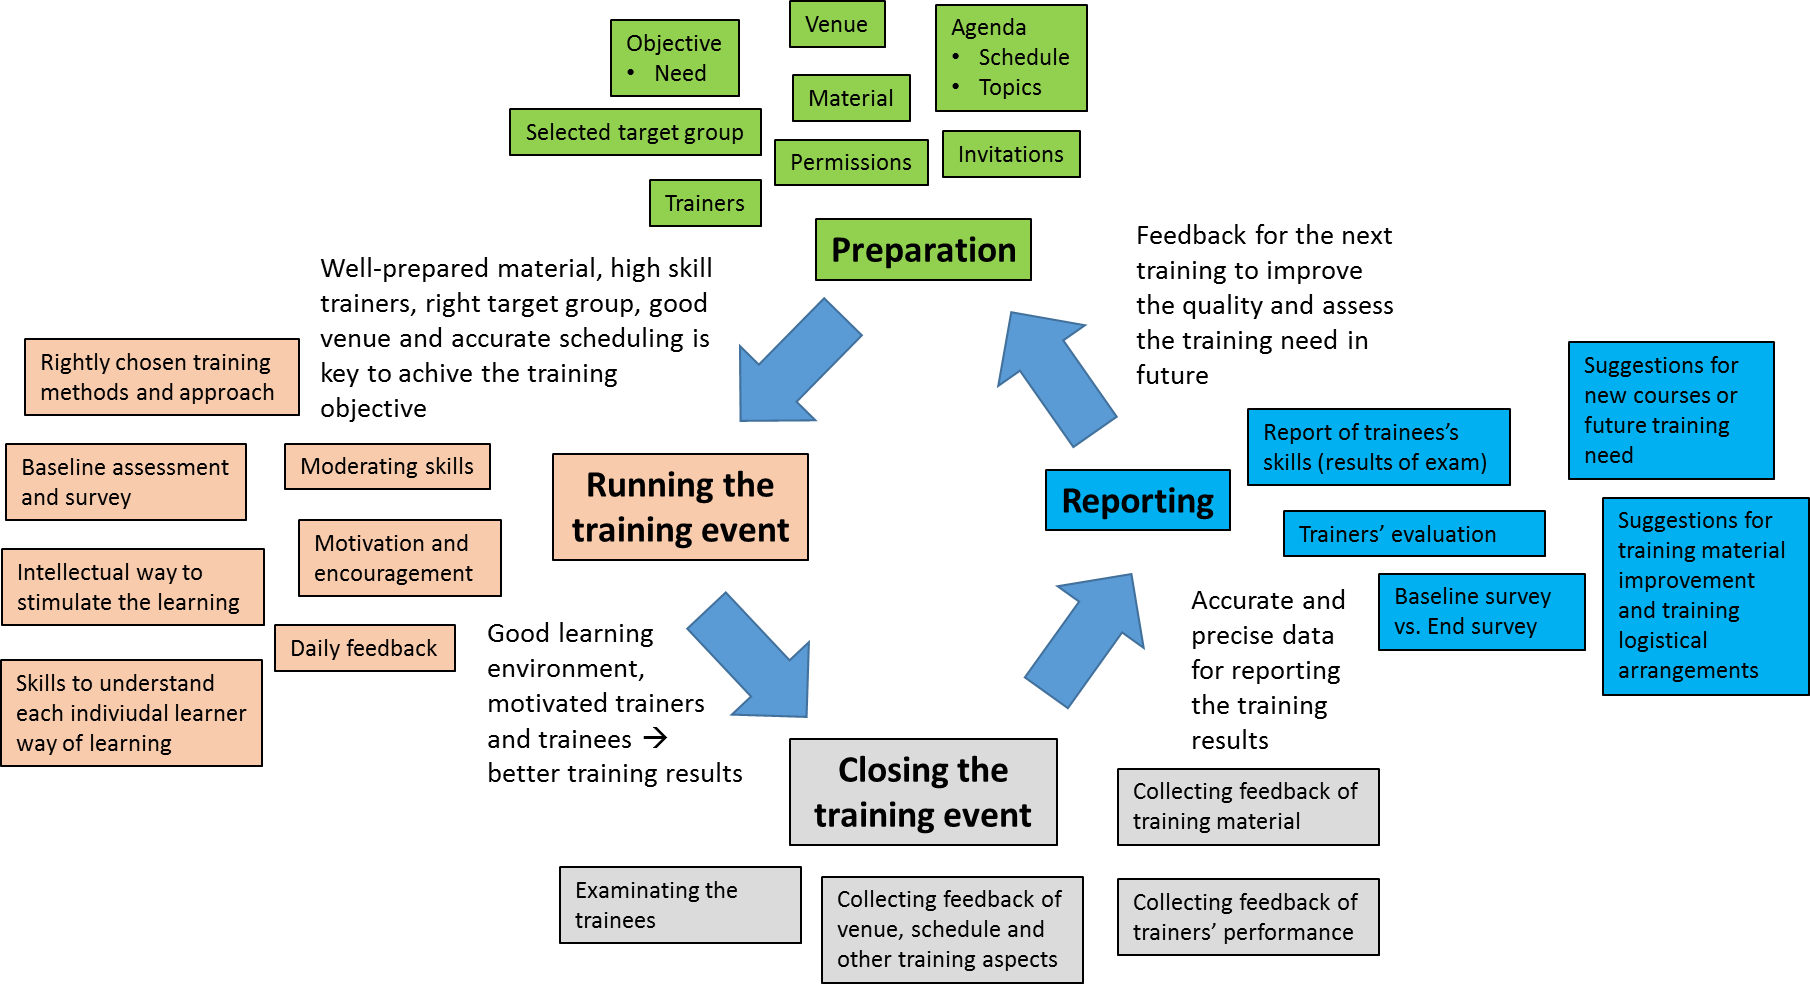 Objective
• Need
Venue
Agenda
• Schedule
• Topics
Material
Selected target group
Permissions
Invitations
Trainers
Preparation
Well-prepared material, high skill
trainers, right target group, good
venue and accurate scheduling is
key to achive the training
objective
Feedback for the next
training to improve
the quality and assess
the training need in
future
Rightly chosen training
methods and approach
Baseline assessment
and survey
Moderating skills
Intellectual way to
stimulate the learning
Motivation and
encouragement
Daily feedback
Skills to understand
each indiviudal learner
way of learning
Running the
training event
Good learning
environment,
motivated trainers
and trainees →
better training results
Reporting
Report of trainees's
skills (results of exam)
Suggestions for
new courses or
future training
need
Trainers’ evaluation
Baseline survey
vs. End survey
Suggestions for
training material
improvement
and training
logistical
arrangements
Accurate and
precise data
for reporting
the training
results
Closing the
training event
Collecting feedback of
training material
Examinating the
trainees
Collecting feedback of
venue, schedule and
other training aspects
Collecting feedback of
trainers’ performance